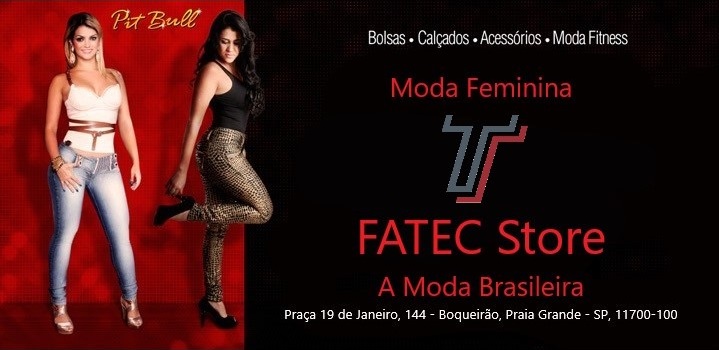 Pit Bull
Bolsas • Calçados • Acessórios • Moda Fitness
Moda Feminina
FATEC Store
A Moda Brasileira
Praça 19 de Janeiro, 144 - Boqueirão, Praia Grande - SP, 11700-100